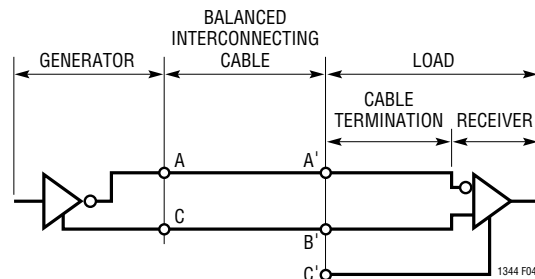 BALANCED
INTERCONNECTING
CABLE
GENERATOR
LOAD
CABLE
TERMINATION
RECEIVER
A
A'
C
B'
C'
1344 F04